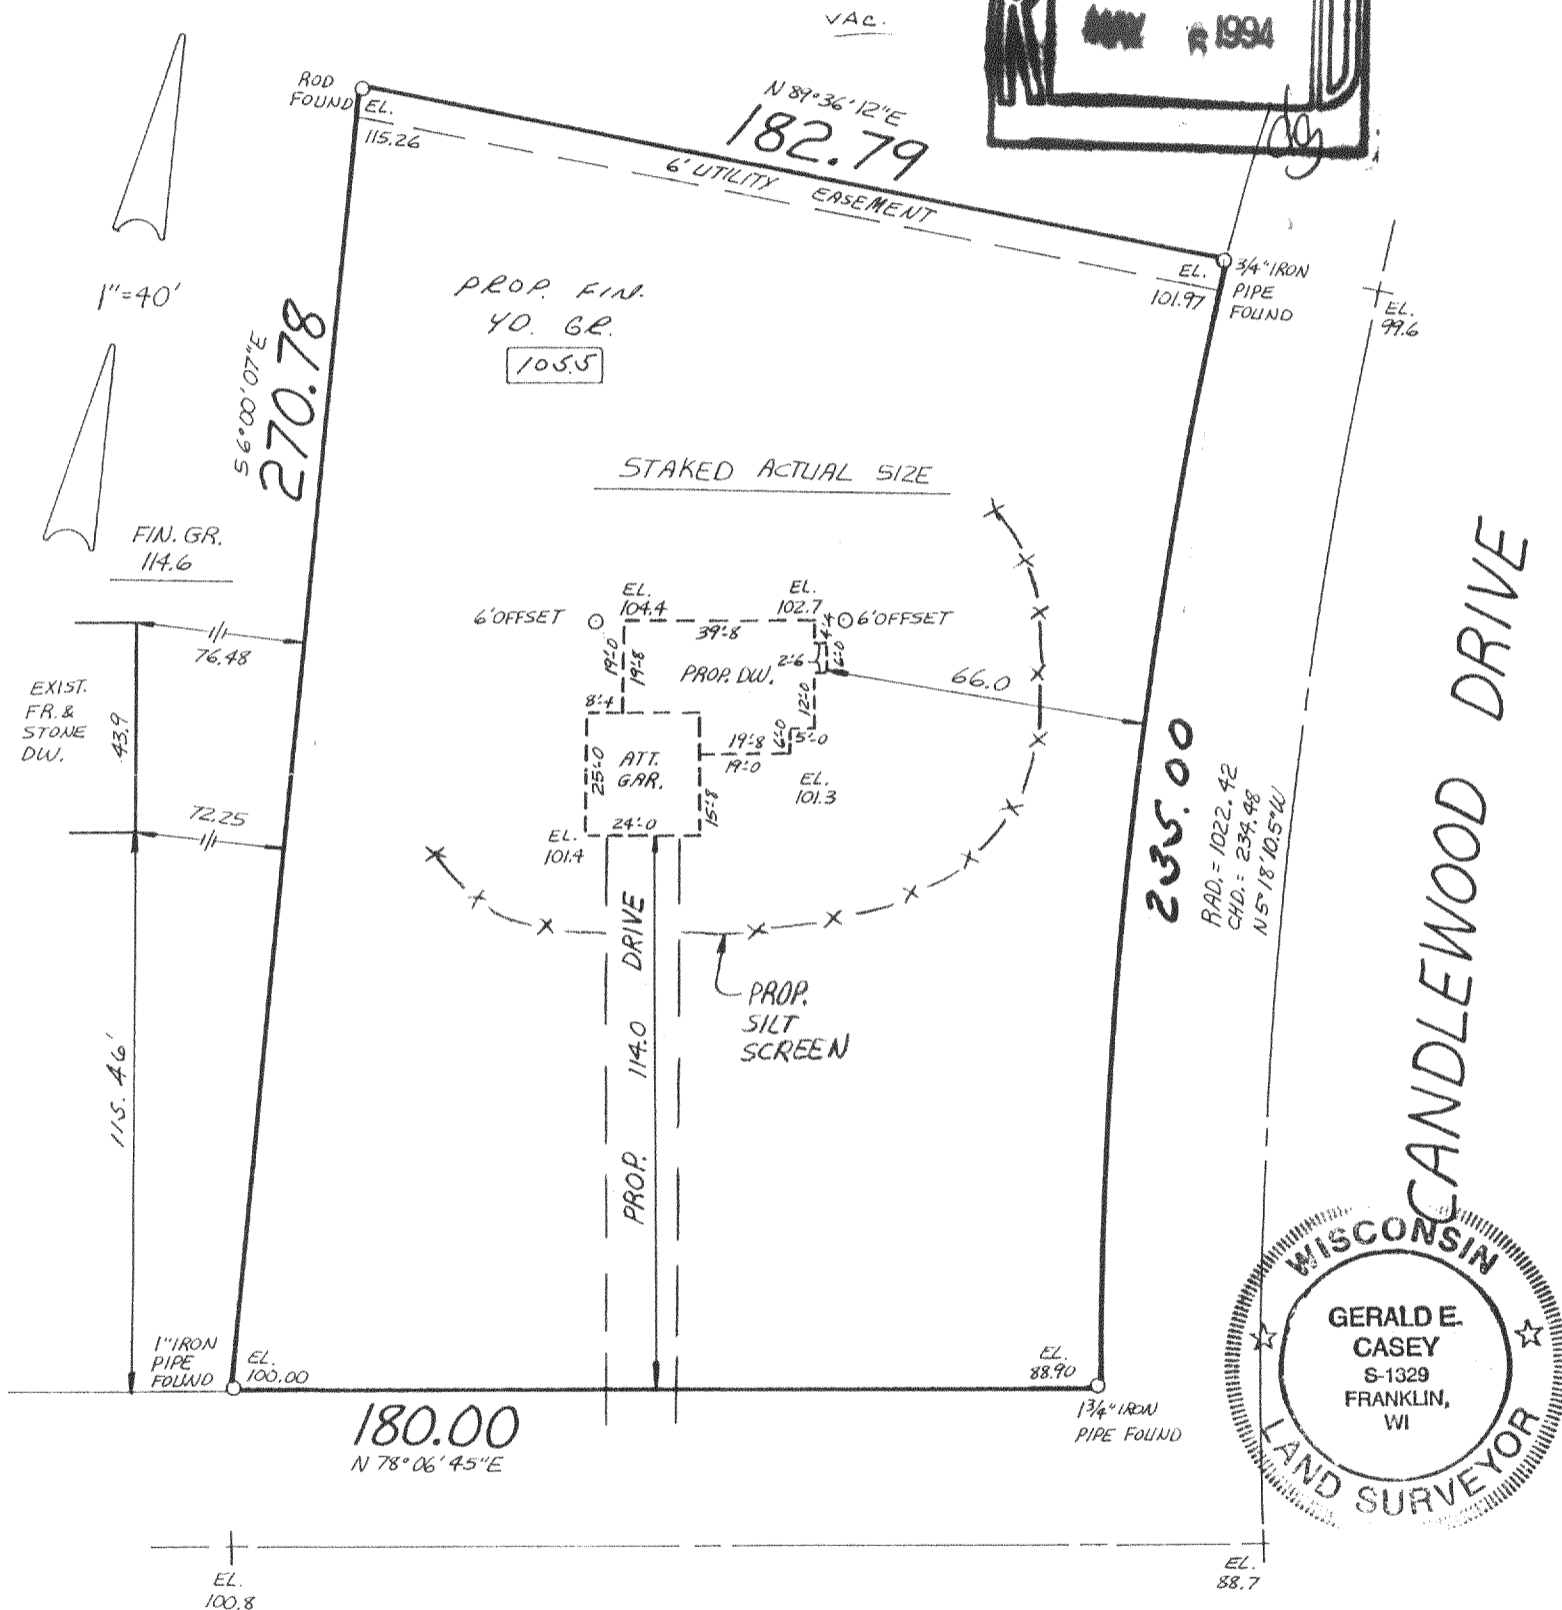 VAC.
1994
ROD
FOUND
EL.
115.26
N 89°36'12"E
182.79
6' UTILITY EASEMENT
EL.
101.97
3/4" IRON
PIPE
FOUND
EL.
99.6
1"=40'
PROP. FIN.
YD. GR.
105.5
S 6°00'07"E
270.78
STAKED ACTUAL SIZE
FIN. GR.
114.6
76.48
EXIST.
FR. &
STONE
DW.
43.9
72.25
115.46'
6' OFFSET
EL.
104.4
EL.
102.7
6' OFFSET
39'-8
4'-4
6'-0
2'-6
19'-0
19'-8
PROP. DW.
12'-0
66.0
8'-4
6'-0
5'-0
19'-8
19'-0
25'-0
ATT.
GAR.
15'-8
24'-0
EL.
101.3
EL.
101.4
PROP. 114.0 DRIVE
PROP.
SILT
SCREEN
235.00
RAD. = 1022.42
CHD. = 234.48
N 5°18'10.5"W
CANDLEWOOD DRIVE
1" IRON
PIPE
FOUND
EL.
100.00
180.00
N 78°06'45"E
EL.
88.90
1 3/4" IRON
PIPE FOUND
WISCONSIN
GERALD E.
CASEY
S-1329
FRANKLIN,
WI
LAND SURVEYOR
EL.
100.8
EL.
88.7